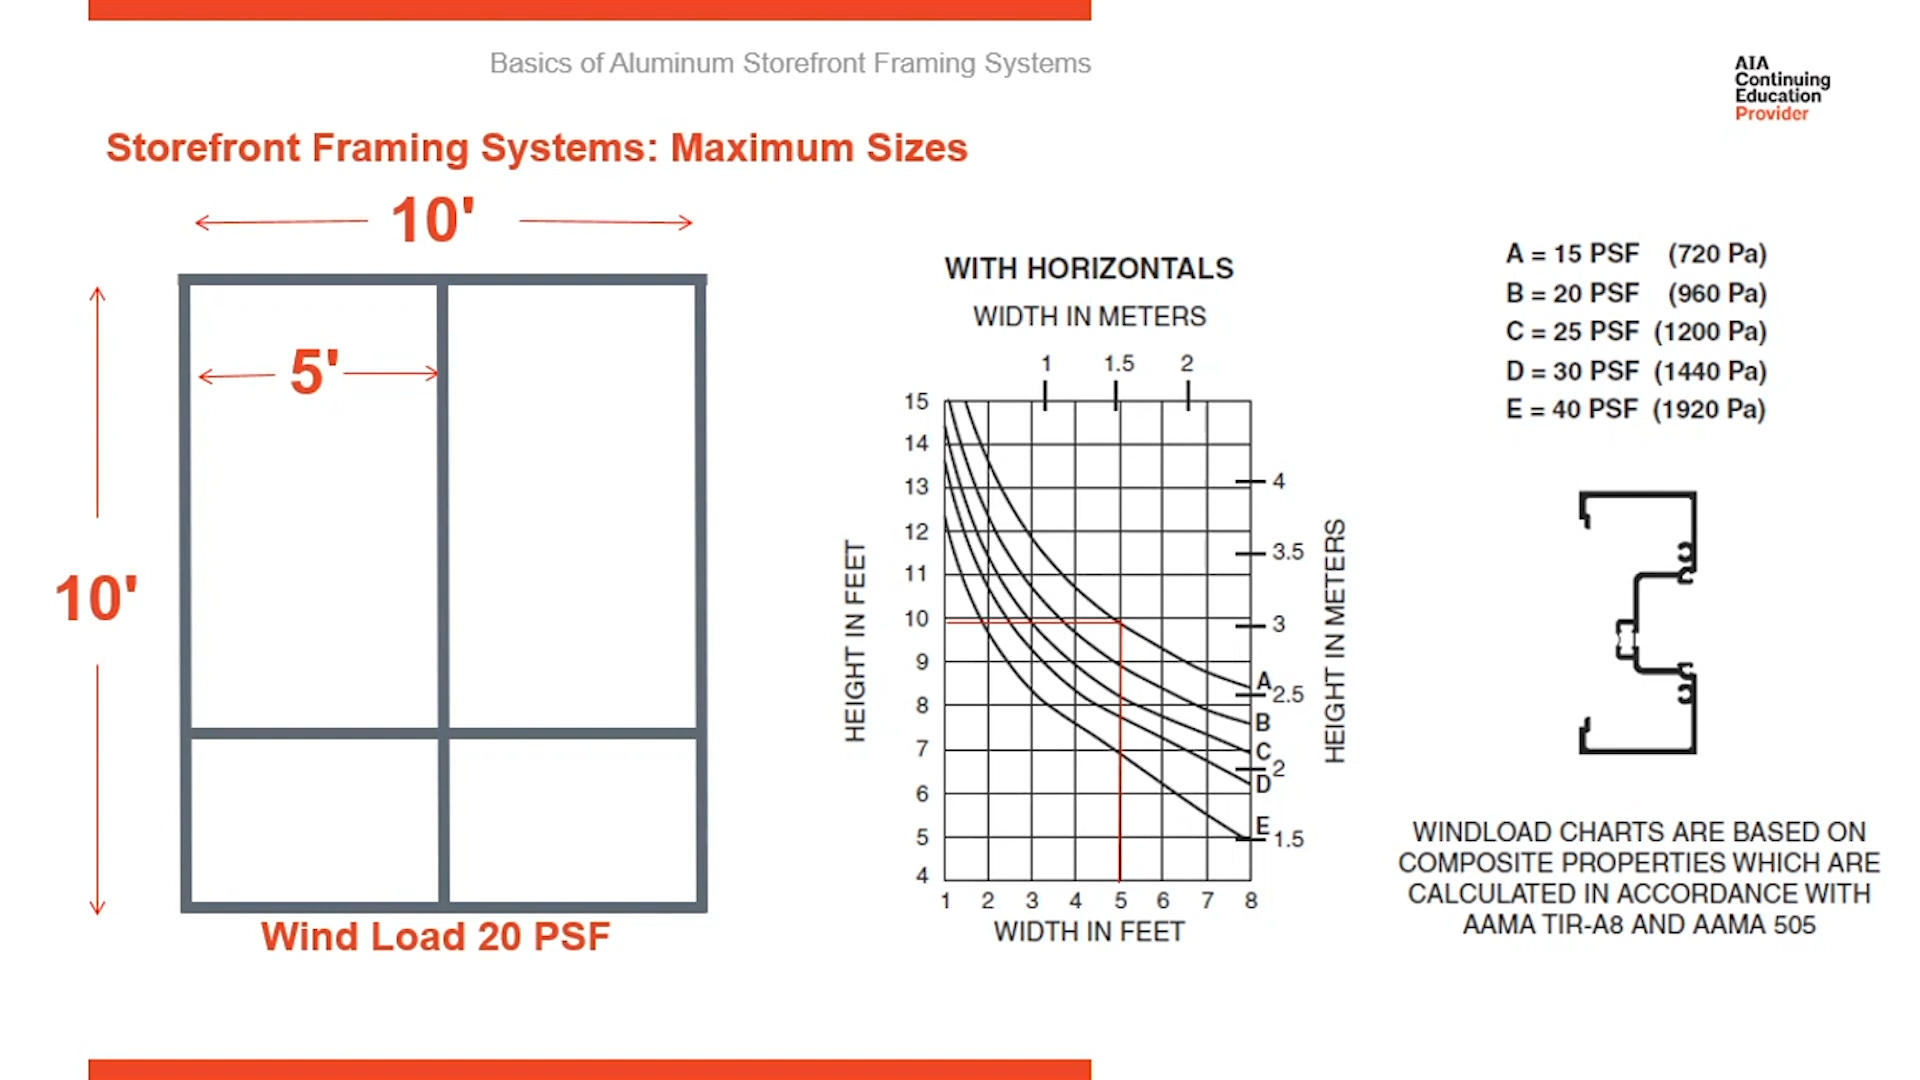 Basics of Aluminum Storefront Framing Systems
AIA
Continuing
Education
Provider
Storefront Framing Systems: Maximum Sizes
10'
5'
10'
Wind Load 20 PSF
WITH HORIZONTALS
WIDTH IN METERS
1 1.5 2
15
14
13
12
11
10
9
8
7
6
5
4
HEIGHT IN FEET
4
3.5
3
2.5
2
1.5
HEIGHT IN METERS
A
B
C
D
E
1 2 3 4 5 6 7 8
WIDTH IN FEET
A = 15 PSF (720 Pa)
B = 20 PSF (960 Pa)
C = 25 PSF (1200 Pa)
D = 30 PSF (1440 Pa)
E = 40 PSF (1920 Pa)
WINDLOAD CHARTS ARE BASED ON
COMPOSITE PROPERTIES WHICH ARE
CALCULATED IN ACCORDANCE WITH
AAMA TIR-A8 AND AAMA 505